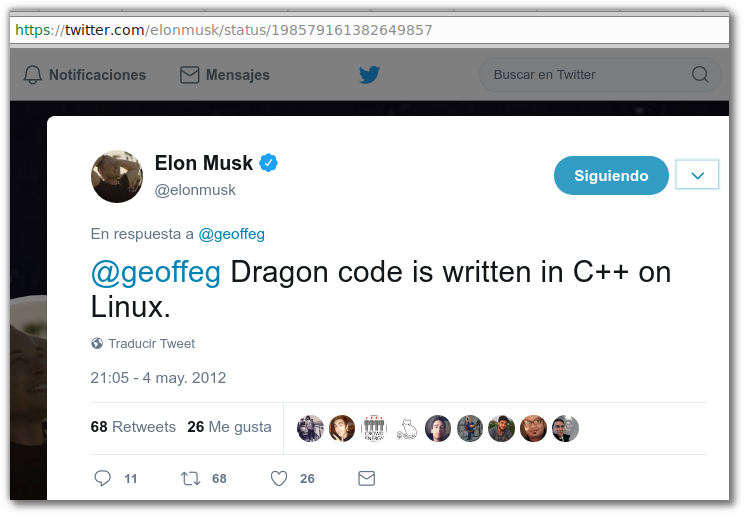 https://twitter.com/elonmusk/status/198579161382649857
Notificaciones Mensajes Buscar en Twitter
Elon Musk
@elonmusk
Siguiendo
En respuesta a @geoffeg
@geoffeg Dragon code is written in C++ on
Linux.
Traducir Tweet
21:05 - 4 may. 2012
68 Retweets 26 Me gusta
11 68 26